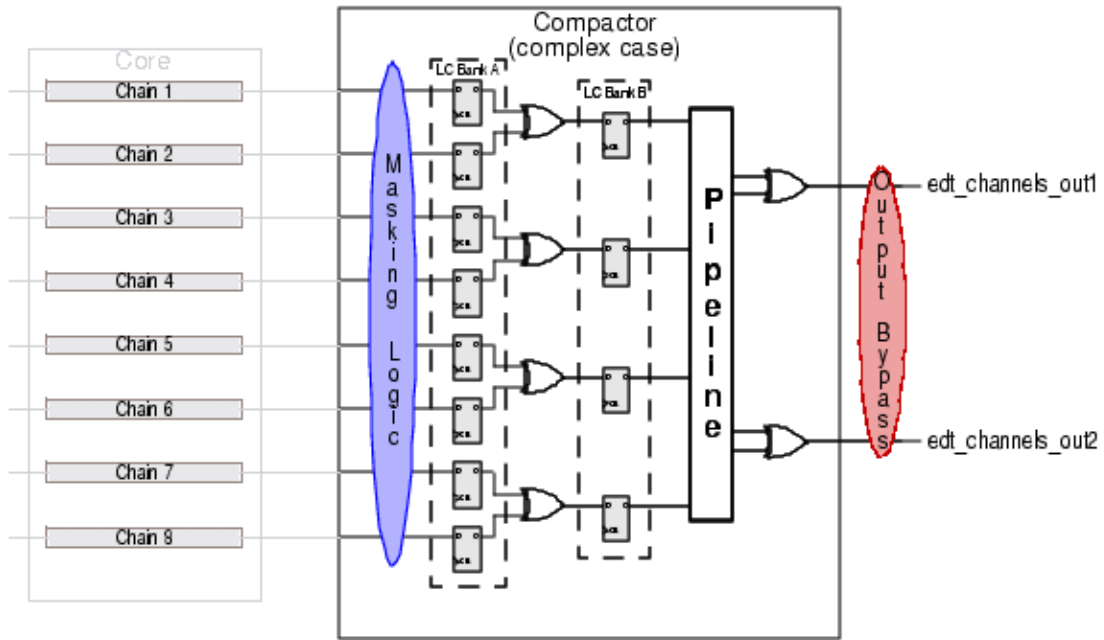 Compactor
(complex case)
Core
LC Bank A
LC Bank B
Chain 1
Chain 2
Chain 3
Chain 4
Chain 5
Chain 6
Chain 7
Chain 8
Masking Logic
Pipeline
Output Bypass
edt_channels_out1
edt_channels_out2